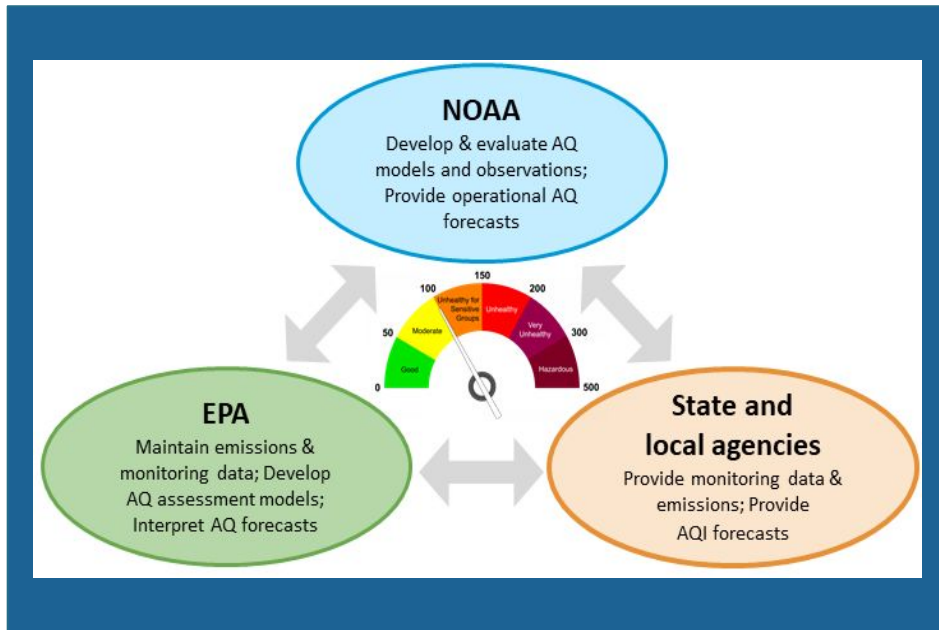 NOAA
Develop & evaluate AQ
models and observations;
Provide operational AQ
forecasts
150
100
200
Unhealthy for
Sensitive
Groups
Unhealthy
50
Moderate
Very
Unhealthy
300
Good
Hazardous
0
500
EPA
Maintain emissions &
monitoring data; Develop
AQ assessment models;
Interpret AQ forecasts
State and
local agencies
Provide monitoring data &
emissions; Provide
AQI forecasts